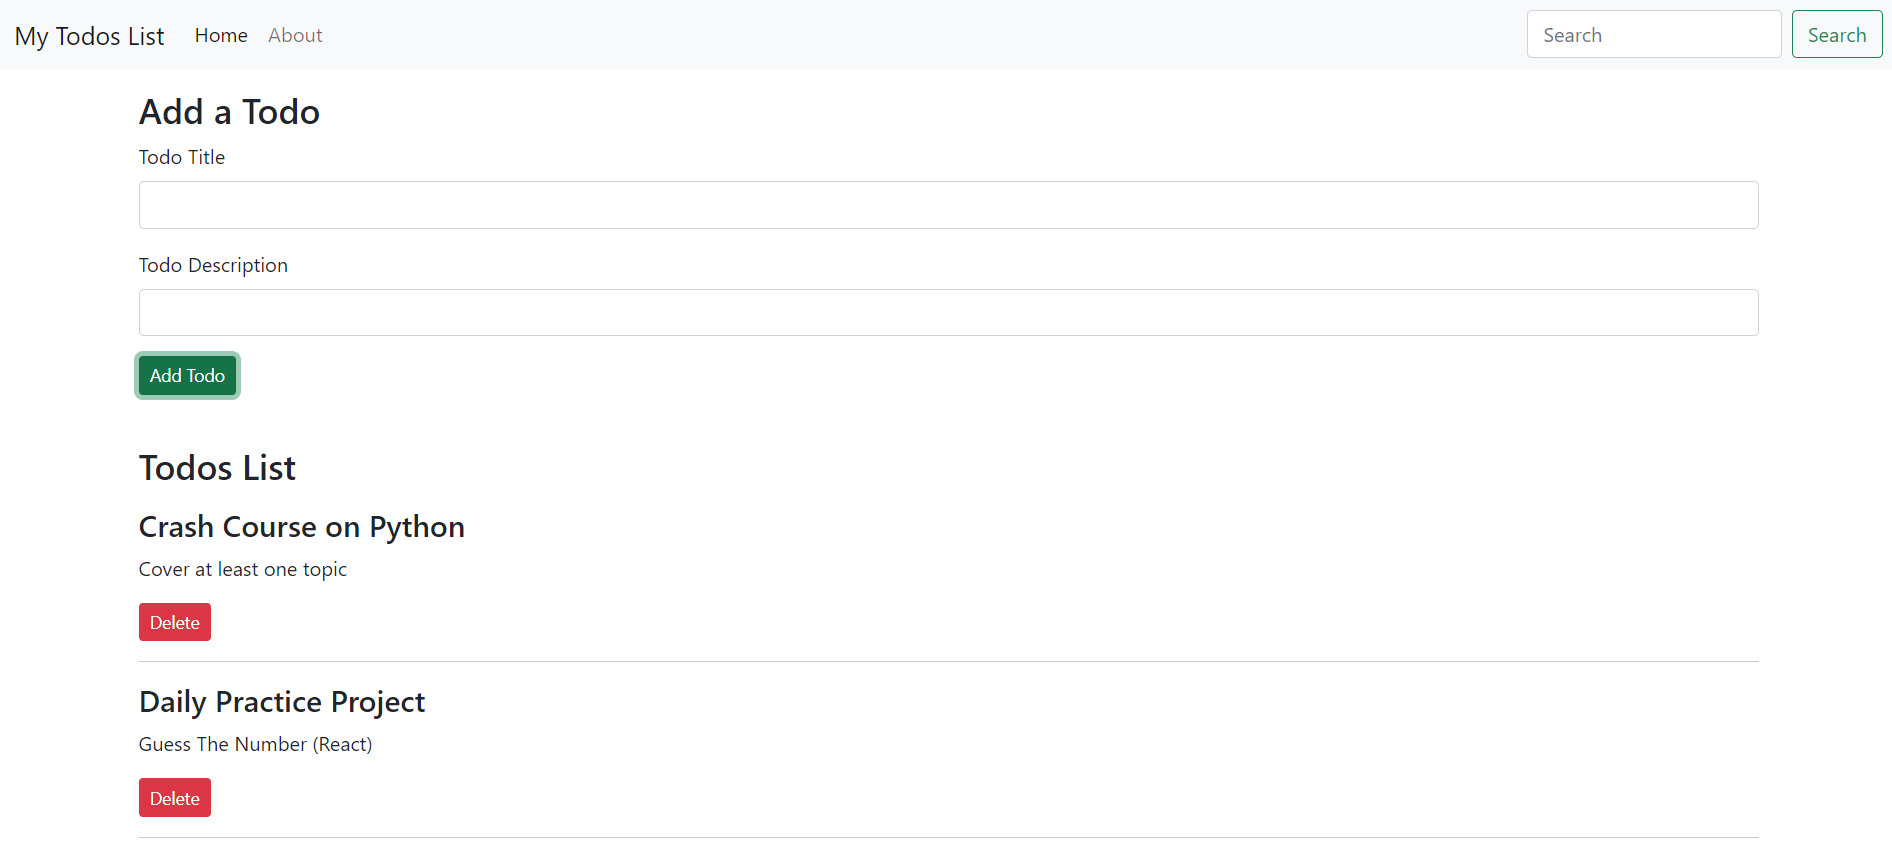 My Todos List Home About Search Search
Add a Todo
Todo Title
Todo Description
Add Todo
Todos List
Crash Course on Python
Cover at least one topic
Delete
Daily Practice Project
Guess The Number (React)
Delete